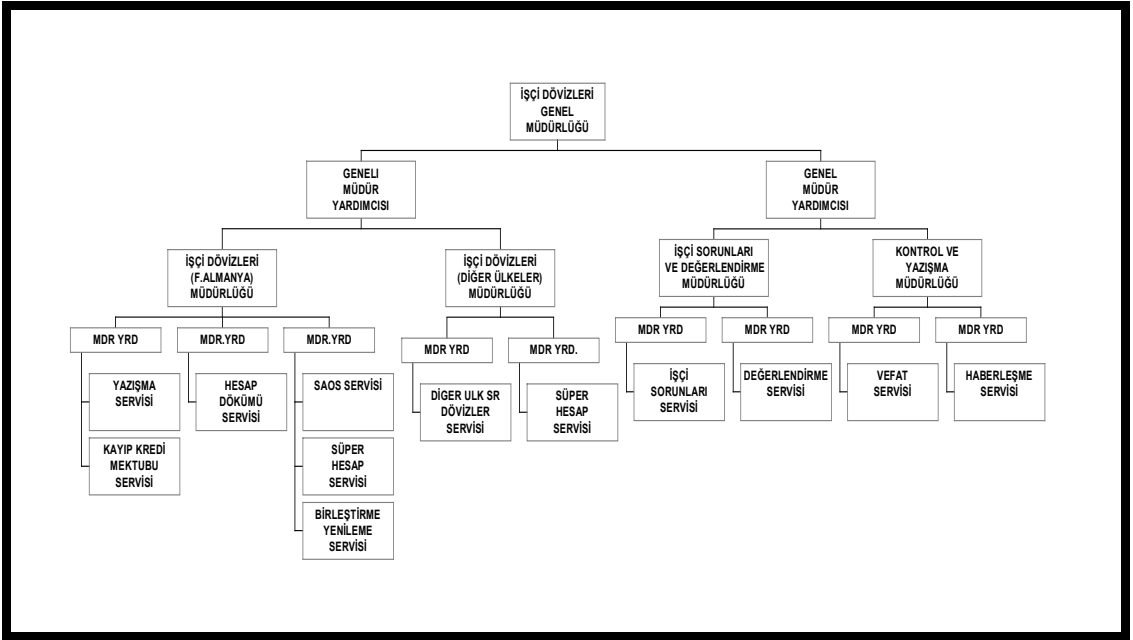 İŞÇİ DÖVİZLERİ
GENEL
MÜDÜRLÜĞÜ
GENELI
MÜDÜR
YARDIMCISI
GENEL
MÜDÜR
YARDIMCISI
İŞÇİ DÖVİZLERİ
(F.ALMANYA)
MÜDÜRLÜĞÜ
İŞÇİ DÖVİZLERİ
(DİĞER ÜLKELER)
MÜDÜRLÜĞÜ
İŞÇİ SORUNLARI
VE DEĞERLENDİRME
MÜDÜRLÜĞÜ
KONTROL VE
YAZIŞMA
MÜDÜRLÜĞÜ
MDR YRD
MDR.YRD
MDR.YRD
MDR YRD
MDR YRD.
MDR YRD
MDR YRD
MDR YRD
MDR YRD
YAZIŞMA
SERVİSİ
KAYIP KREDİ
MEKTUBU
SERVİSİ
HESAP
DÖKÜMÜ
SERVİSİ
SAOS SERVİSİ
SÜPER
HESAP
SERVİSİ
BİRLEŞTİRME
YENİLEME
SERVİSİ
DİGER ULK SR
DÖVİZLER
SERVİSİ
SÜPER
HESAP
SERVİSİ
İŞÇİ
SORUNLARI
SERVİSİ
DEĞERLENDİRME
SERVİSİ
VEFAT
SERVİSİ
HABERLEŞME
SERVİSİ